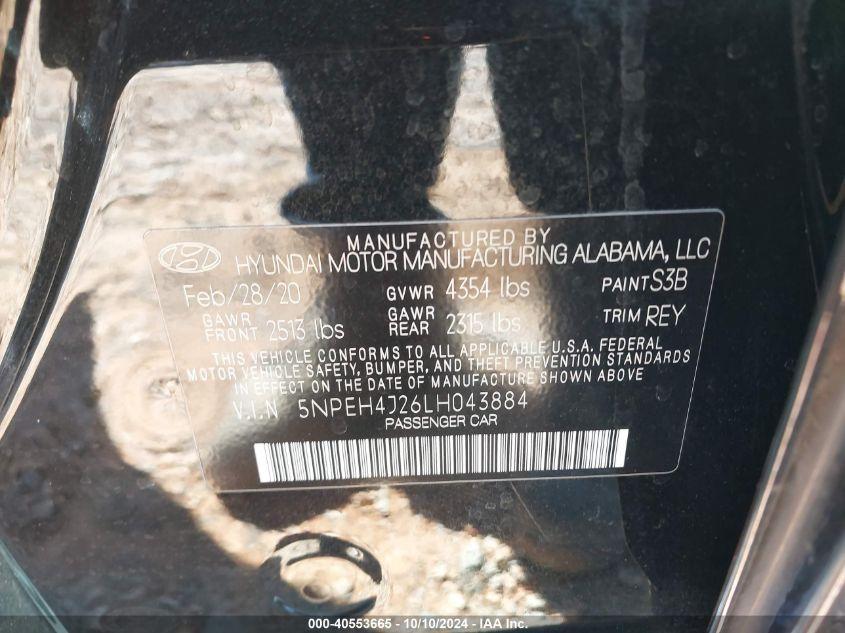 MANUFACTURED BY
HYUNDAI MOTOR MANUFACTURING ALABAMA, LLC
Feb/28/20 GVWR 4354 lbs PAINT S3B
GAWR FRONT 2513 lbs GAWR REAR 2315 lbs TRIM REY
THIS VEHICLE CONFORMS TO ALL APPLICABLE U.S.A. FEDERAL
MOTOR VEHICLE SAFETY, BUMPER, AND THEFT PREVENTION STANDARDS
IN EFFECT ON THE DATE OF MANUFACTURE SHOWN ABOVE
V.I.N 5NPEH4J26LH043884
PASSENGER CAR
000-40553665 - 10/10/2024 - IAA Inc.